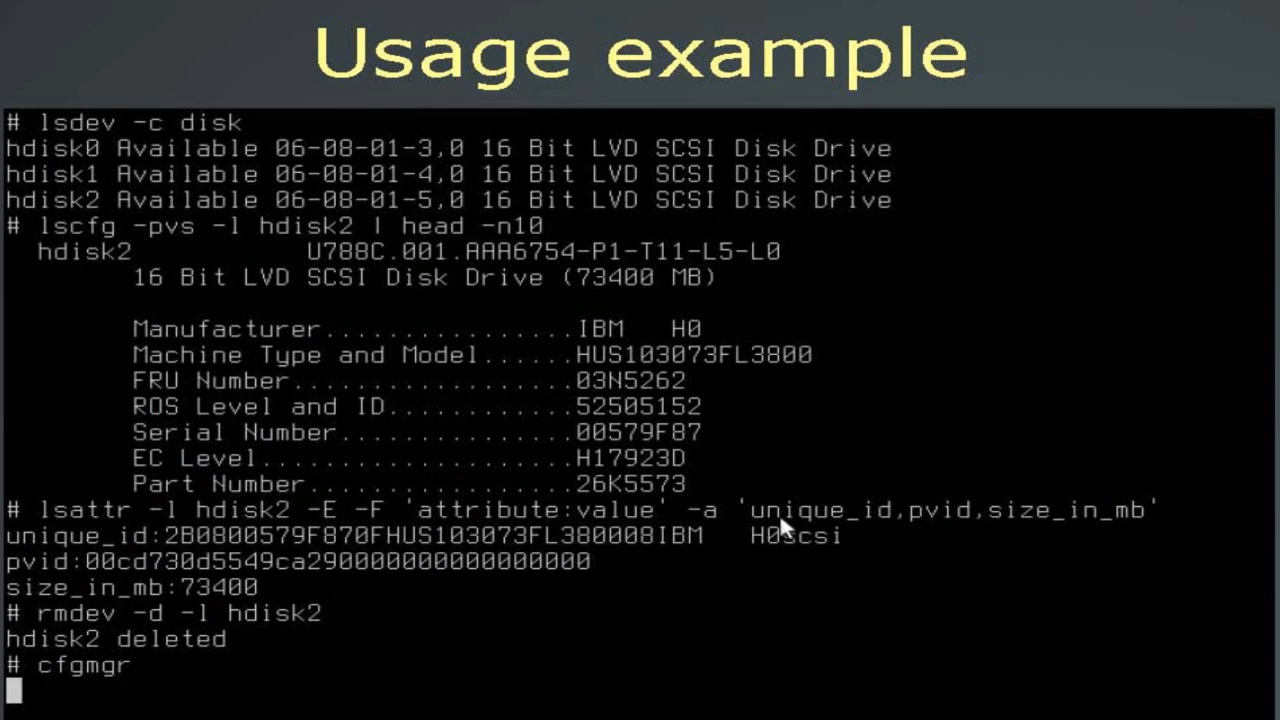 Usage example
# lsdev -c disk
hdisk0 Available 06-08-01-3,0 16 Bit LVD SCSI Disk Drive
hdisk1 Available 06-08-01-4,0 16 Bit LVD SCSI Disk Drive
hdisk2 Available 06-08-01-5,0 16 Bit LVD SCSI Disk Drive
# lscfg -pvs -l hdisk2 | head -n10
  hdisk2           U788C.001.AAA6754-P1-T11-L5-L0
        16 Bit LVD SCSI Disk Drive (73400 MB)
        Manufacturer................IBM   H0
        Machine Type and Model......HUS103073FL3800
        FRU Number..................03N5262
        ROS Level and ID............52505152
        Serial Number...............00579F87
        EC Level....................H17923D
        Part Number.................26K5573
# lsattr -l hdisk2 -E -F 'attribute:value' -a 'unique_id,pvid,size_in_mb'
unique_id:2B0800579F870FHUS103073FL380008IBM   H0scsi
pvid:00cd730d5549ca290000000000000000
size_in_mb:73400
# rmdev -d -l hdisk2
hdisk2 deleted
# cfgmgr